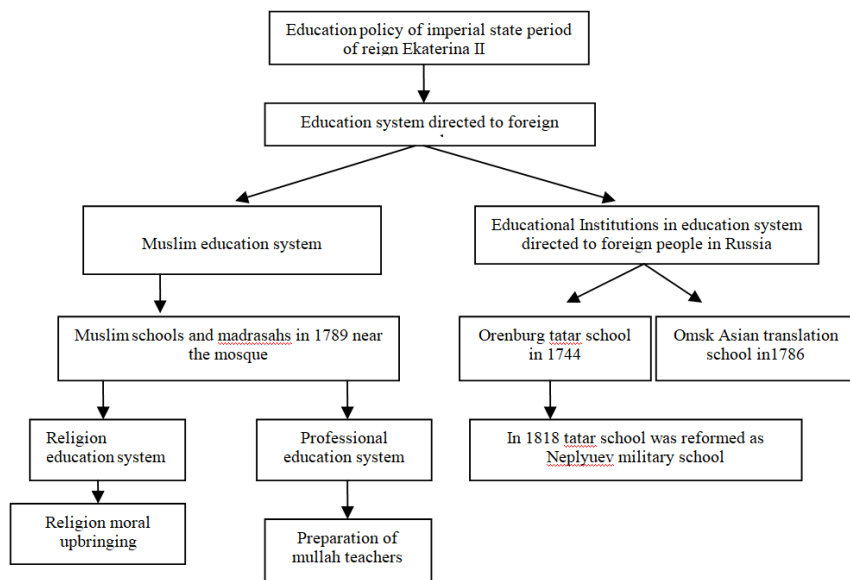 Education policy of imperial state period
of reign Ekaterina II
Education system directed to foreign
.
Muslim education system
Educational Institutions in education system
directed to foreign people in Russia
Muslim schools and madrasahs in 1789 near
the mosque
Orenburg tatar school
in 1744
Omsk Asian translation
school in1786
Religion
education system
Professional
education system
In 1818 tatar school was reformed as
Neplyuev military school
Religion moral
upbringing
Preparation of
mullah teachers